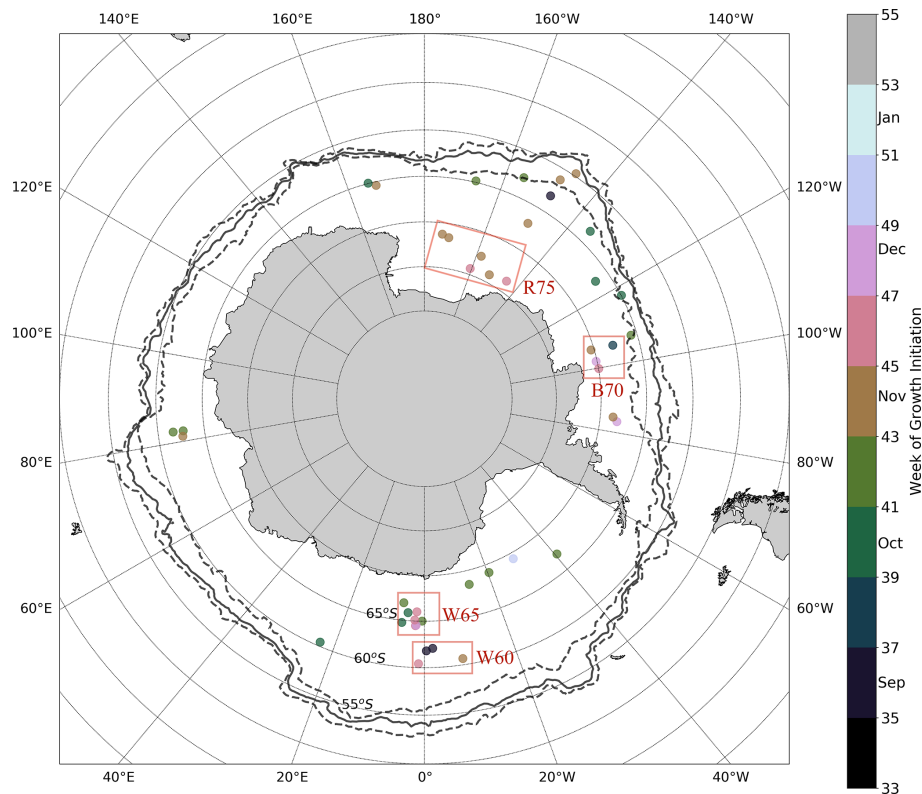 140°E 160°E 180° 160°W 140°W
120°E 120°W
100°E 100°W
80°E 80°W
60°E 60°W
40°E 20°E 0° 20°W 40°W
R75
B70
65°S W65
60°S W60
55°S
55
53
Jan
51
49
Dec
47
45
Nov
43
41
Oct
39
37
Sep
35
33
Week of Growth Initiation